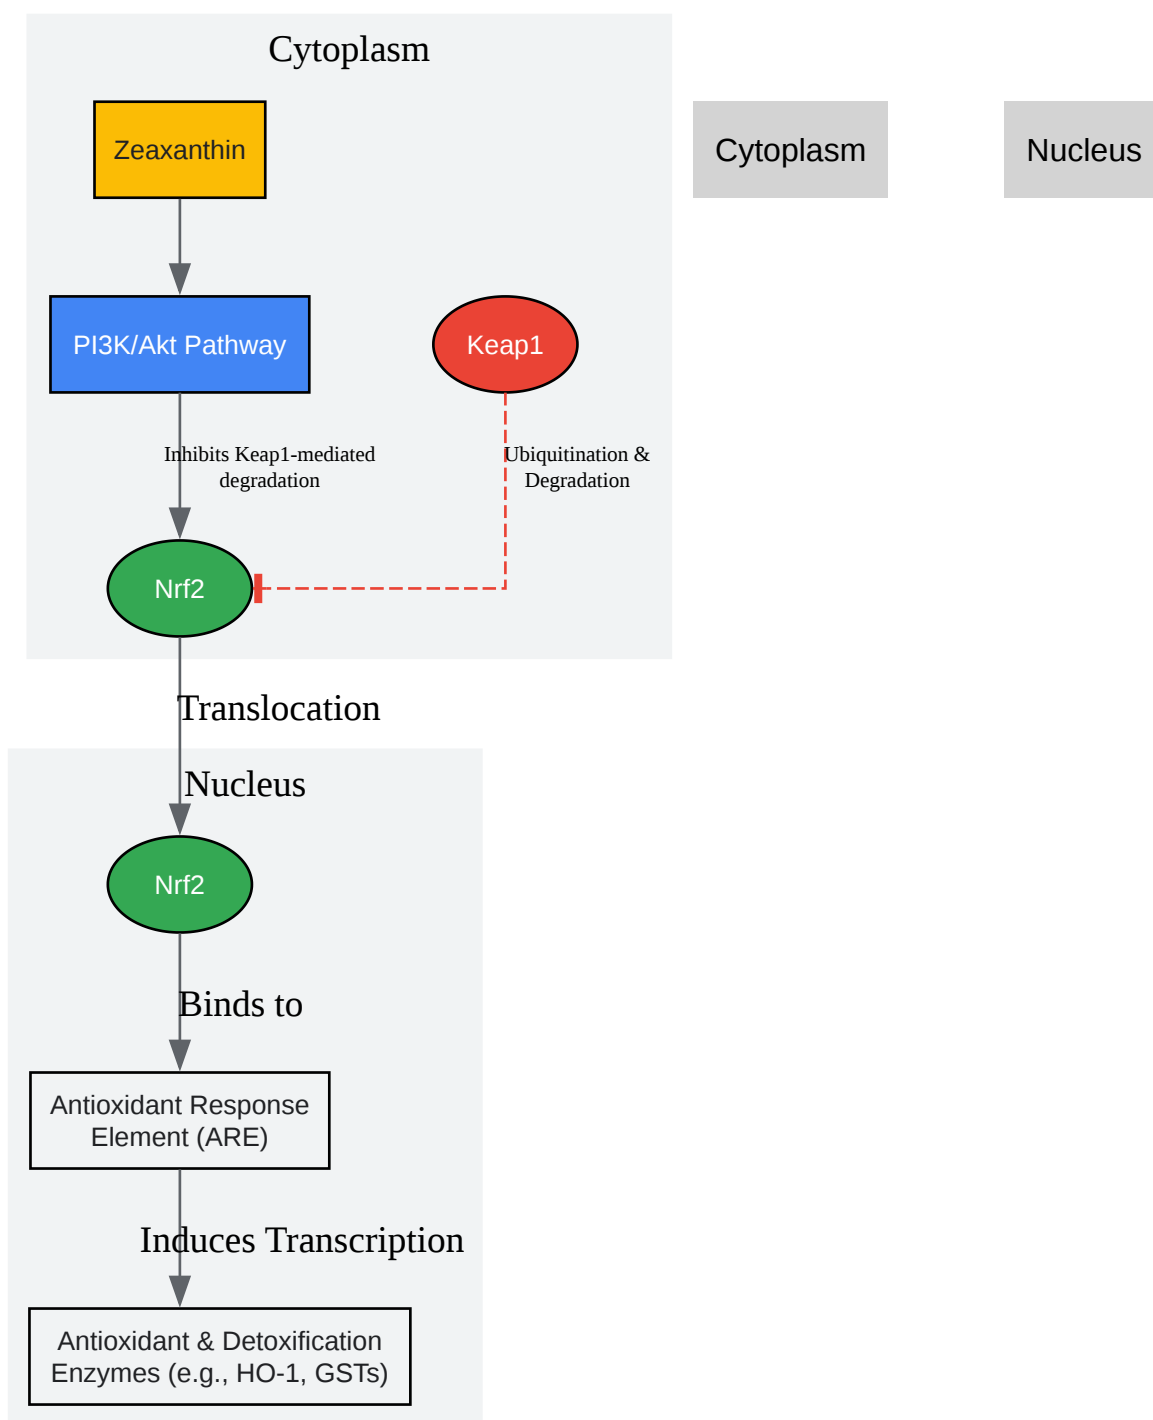 Cytoplasm
Zeaxanthin
Cytoplasm
Nucleus
PI3K/Akt Pathway
Keap1
Inhibits Keap1-mediated
degradation
Ubiquitination &
Degradation
Nrf2
Translocation
Nucleus
Nrf2
Binds to
Antioxidant Response
Element (ARE)
Induces Transcription
Antioxidant & Detoxification
Enzymes (e.g., HO-1, GSTs)